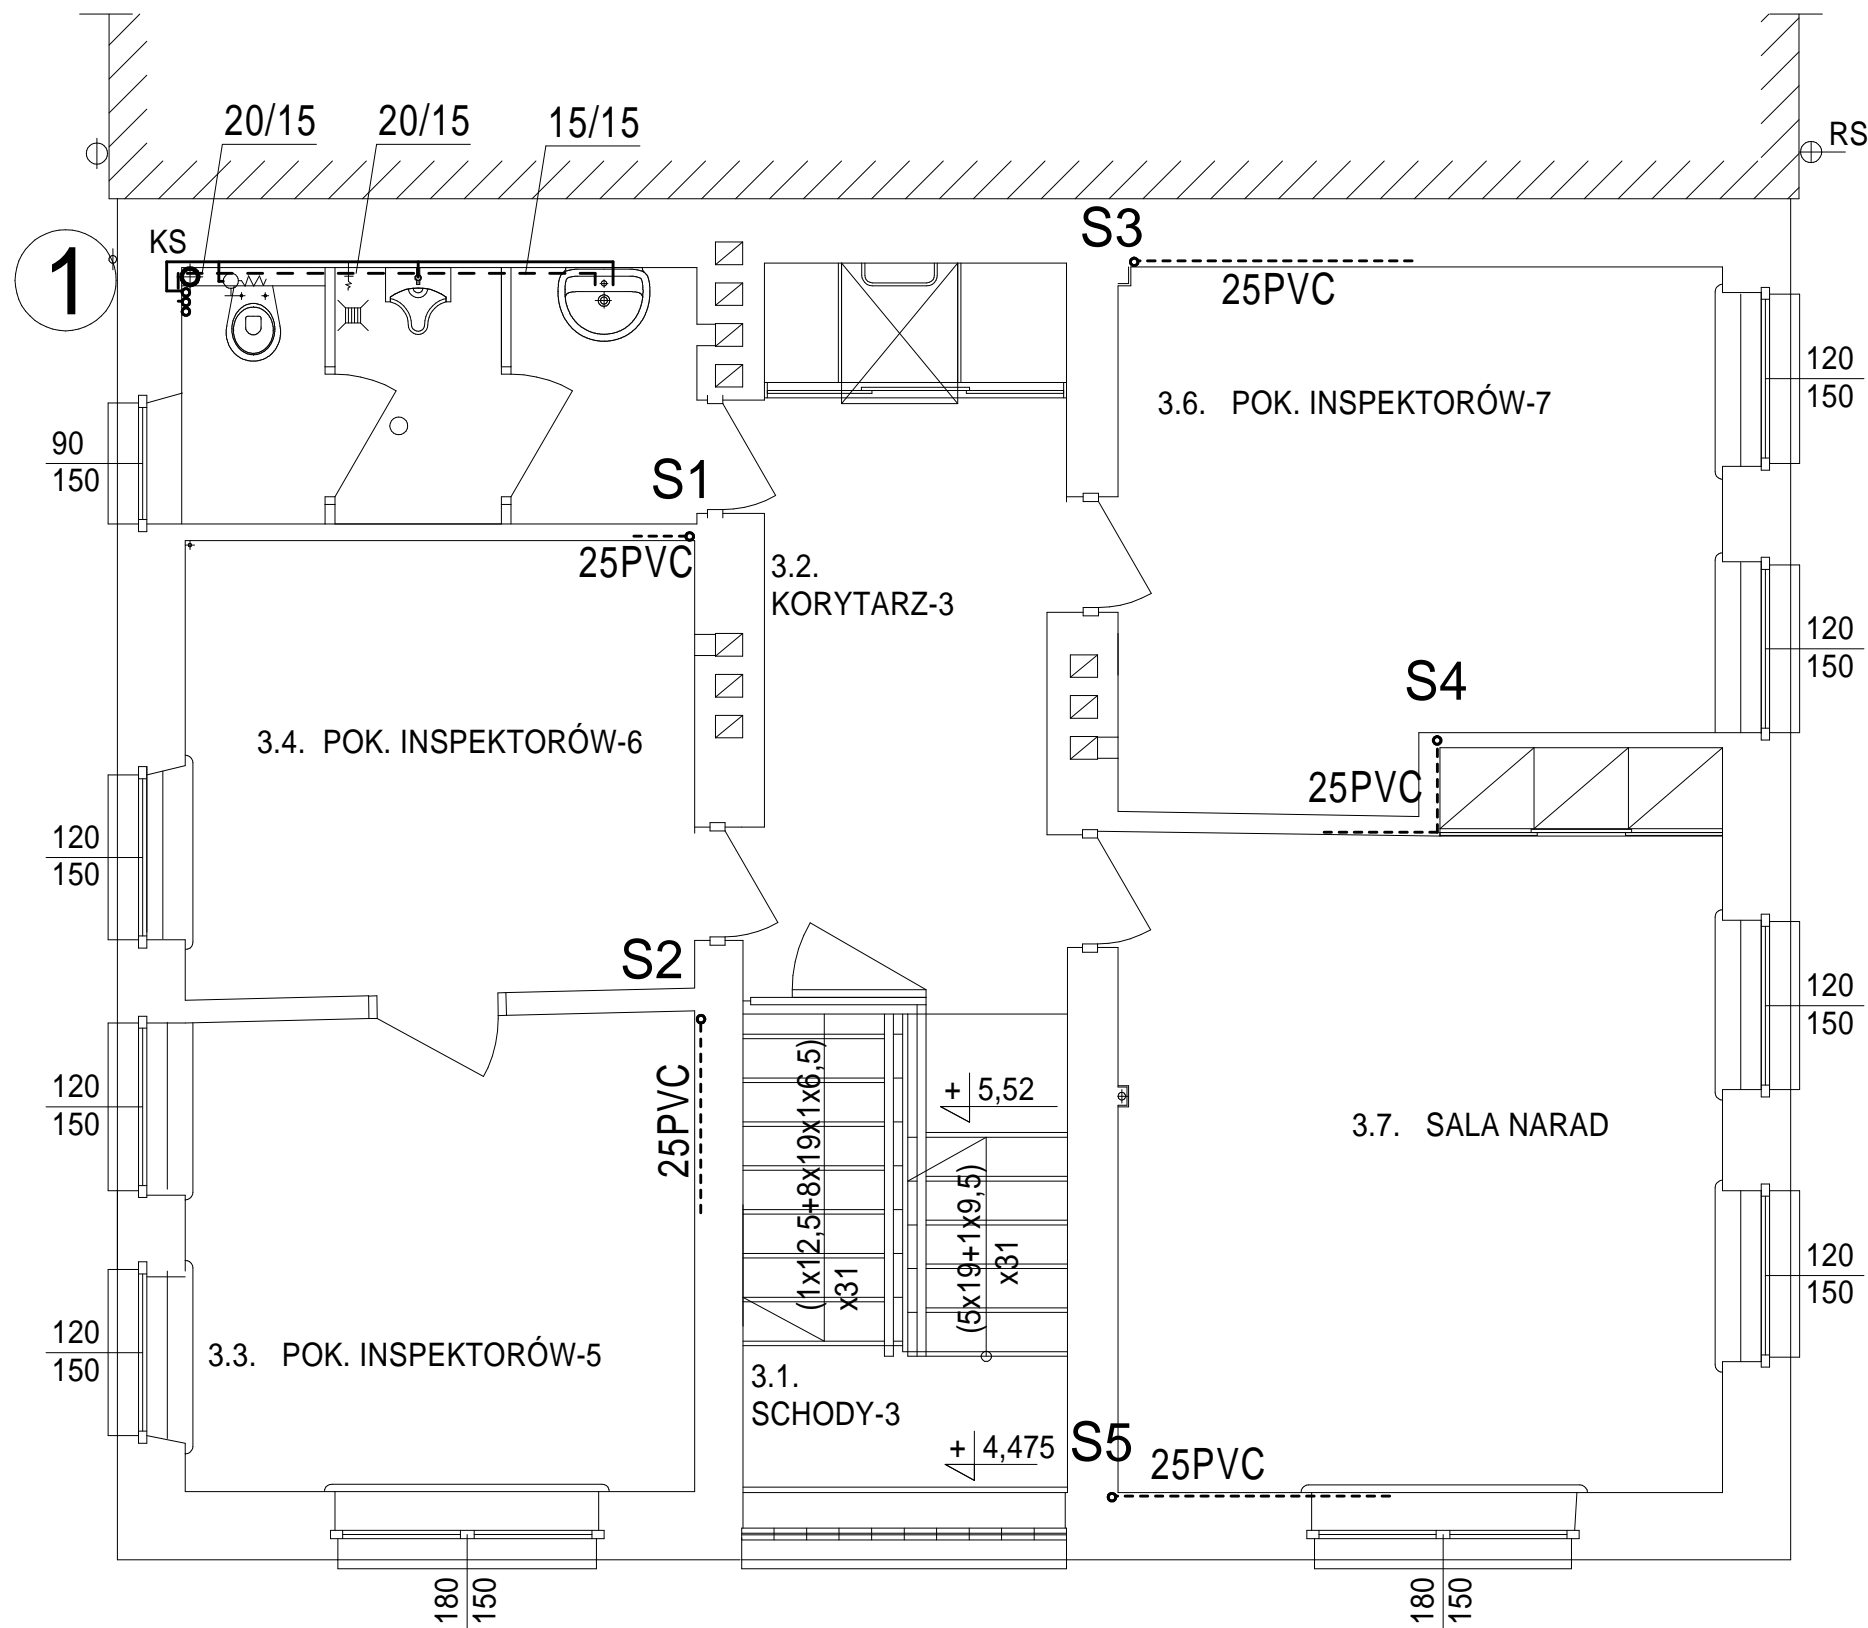 20/15
20/15
15/15
RS
S3
KS
1
25PVC
120
150
3.6. POK. INSPEKTORÓW-7
90
150
S1
25PVC
3.2.
KORYTARZ-3
120
150
S4
3.4. POK. INSPEKTORÓW-6
25PVC
120
150
S2
120
150
25PVC
(1x12,5+8x19x1x6,5)
x31
+ 5,52
120
150
3.7. SALA NARAD
(5x19+1x9,5)
x31
120
150
120
150
3.3. POK. INSPEKTORÓW-5
3.1.
SCHODY-3
+ 4,475
S5
25PVC
180
150
180
150